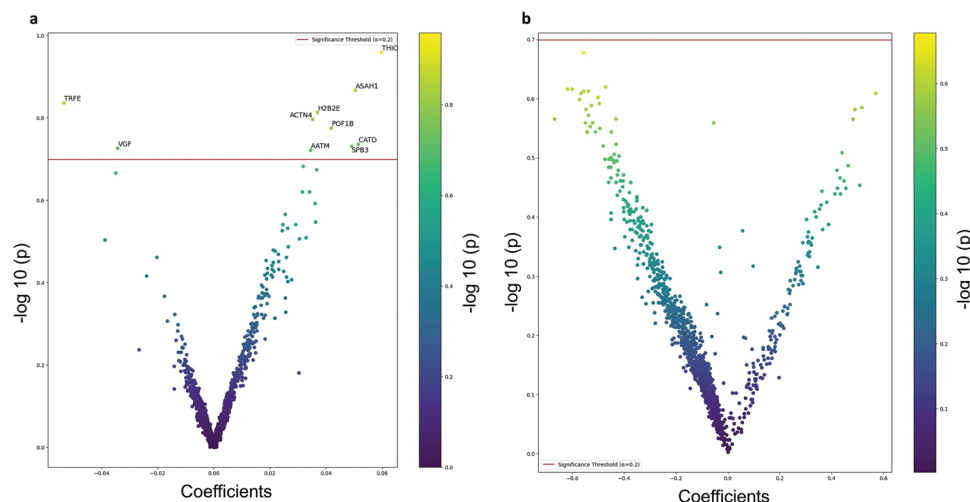 a
Significance Threshold (α=0.2)
1.0
0.8
0.6
0.4
0.2
0.0
-log 10 (p)
THIO
ASAH1
TRFE
H2B2E
ACTN4
POF1B
CATD
VGF
AATM
SPB3
−0.04
−0.02
0.00
0.02
0.04
0.06
Coefficients
0.8
0.6
0.4
0.2
0.0
-log 10 (p)
b
0.7
0.6
0.5
0.4
0.3
0.2
0.1
0.0
-log 10 (p)
Significance Threshold (α=0.2)
−0.6
−0.4
−0.2
0.0
0.2
0.4
0.6
Coefficients
0.6
0.5
0.4
0.3
0.2
0.1
-log 10 (p)